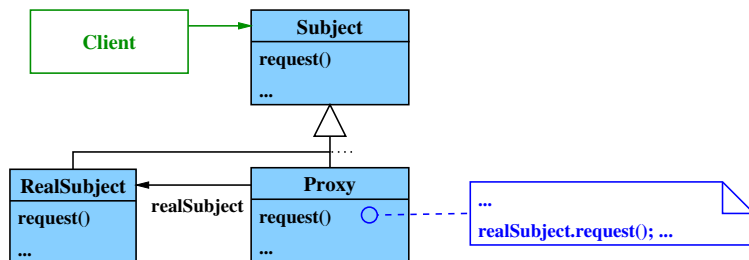 Client
Subject
request()
...
RealSubject
request()
...
realSubject
Proxy
request()
...
...
realSubject.request(); ...